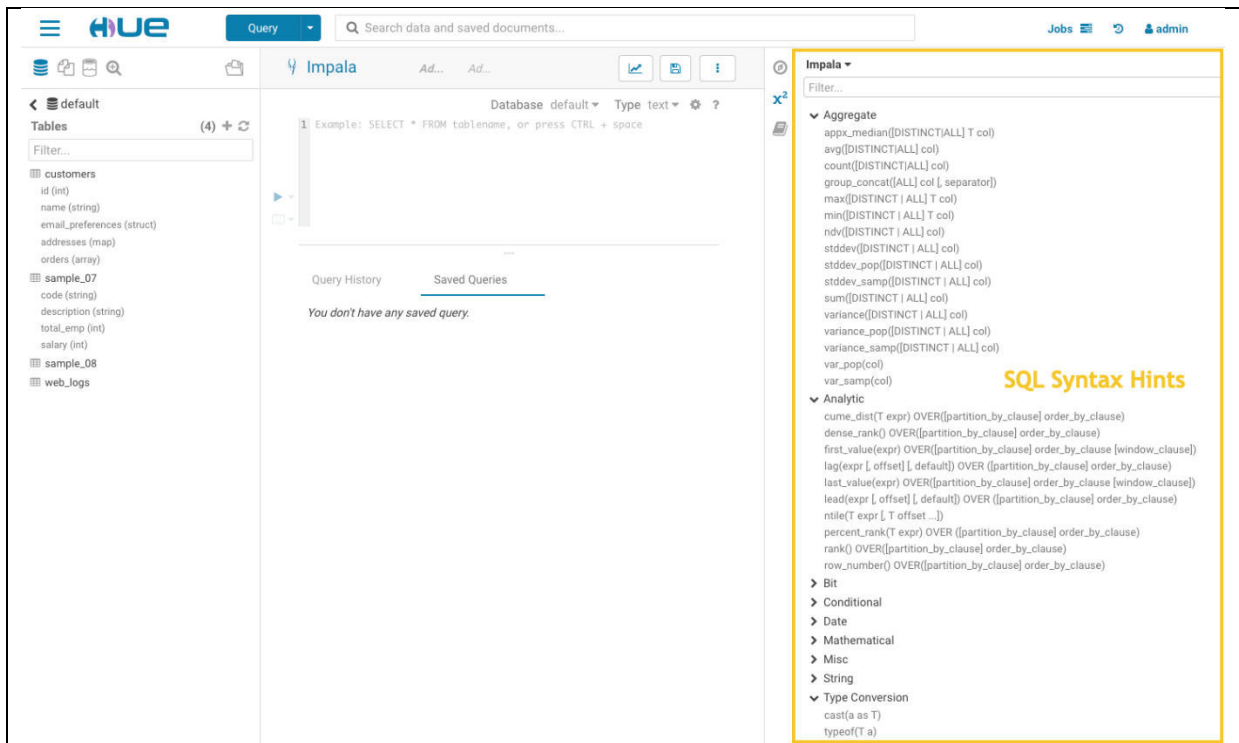 HUE
Query
Search data and saved documents...
Jobs
admin
default
Tables (4)
Filter...
customers
id (int)
name (string)
email_preferences (struct)
addresses (map)
orders (array)
sample_07
code (string)
description (string)
total_emp (int)
salary (int)
sample_08
web_logs
Impala Ad... Ad...
Database default Type text ?
1 Example: SELECT * FROM tablename, or press CTRL + space
Query History Saved Queries
You don't have any saved query.
x²
Impala
Filter...
Aggregate
appx_median([DISTINCT|ALL] T col)
avg([DISTINCT|ALL] col)
count([DISTINCT|ALL] col)
group_concat([ALL] col [, separator])
max([DISTINCT | ALL] T col)
min([DISTINCT | ALL] T col)
ndv([DISTINCT | ALL] col)
stddev([DISTINCT | ALL] col)
stddev_pop([DISTINCT | ALL] col)
stddev_samp([DISTINCT | ALL] col)
sum([DISTINCT | ALL] col)
variance([DISTINCT | ALL] col)
variance_pop([DISTINCT | ALL] col)
variance_samp([DISTINCT | ALL] col)
var_pop(col)
var_samp(col)
SQL Syntax Hints
Analytic
cume_dist(T expr) OVER([partition_by_clause] order_by_clause)
dense_rank() OVER([partition_by_clause] order_by_clause)
first_value(expr) OVER([partition_by_clause] order_by_clause [window_clause])
lag(expr [, offset] [, default]) OVER ([partition_by_clause] order_by_clause)
last_value(expr) OVER([partition_by_clause] order_by_clause [window_clause])
lead(expr [, offset] [, default]) OVER ([partition_by_clause] order_by_clause)
ntile(T expr [, T offset ...])
percent_rank(T expr) OVER ([partition_by_clause] order_by_clause)
rank() OVER([partition_by_clause] order_by_clause)
row_number() OVER([partition_by_clause] order_by_clause)
Bit
Conditional
Date
Mathematical
Misc
String
Type Conversion
cast(a as T)
typeof(T a)